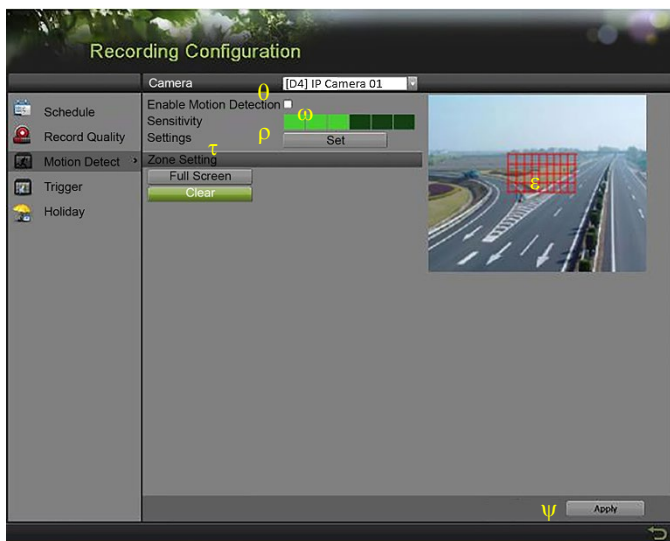 Recording Configuration
Camera
[D4] IP Camera 01
θ
Schedule
Record Quality
Motion Detect
Trigger
Holiday
Enable Motion Detection
ω
Sensitivity
ρ
Settings
Set
τ
Zone Setting
Full Screen
Clear
ε
ψ
Apply